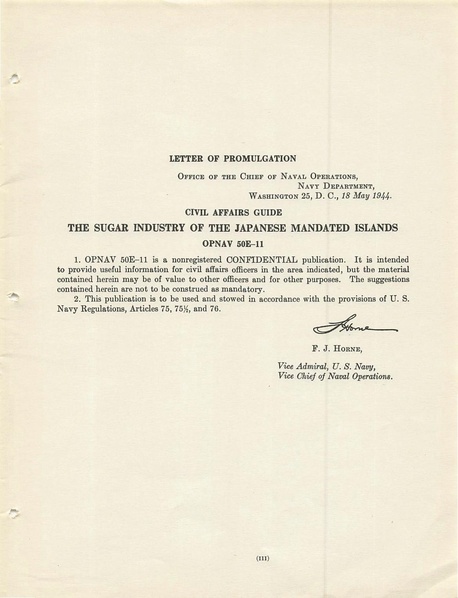 LETTER OF PROMULGATION
OFFICE OF THE CHIEF OF NAVAL OPERATIONS,
NAVY DEPARTMENT,
WASHINGTON 25, D. C., 18 May 1944.
CIVIL AFFAIRS GUIDE
THE SUGAR INDUSTRY OF THE JAPANESE MANDATED ISLANDS
OPNAV 50E–11
1. OPNAV 50E–11 is a nonregistered CONFIDENTIAL publication. It is intended
to provide useful information for civil affairs officers in the area indicated, but the material
contained herein may be of value to other officers and for other purposes. The suggestions
contained herein are not to be construed as mandatory.
2. This publication is to be used and stowed in accordance with the provisions of U. S.
Navy Regulations, Articles 75, 75½, and 76.
F. J. HORNE,
Vice Admiral, U. S. Navy,
Vice Chief of Naval Operations.
(III)